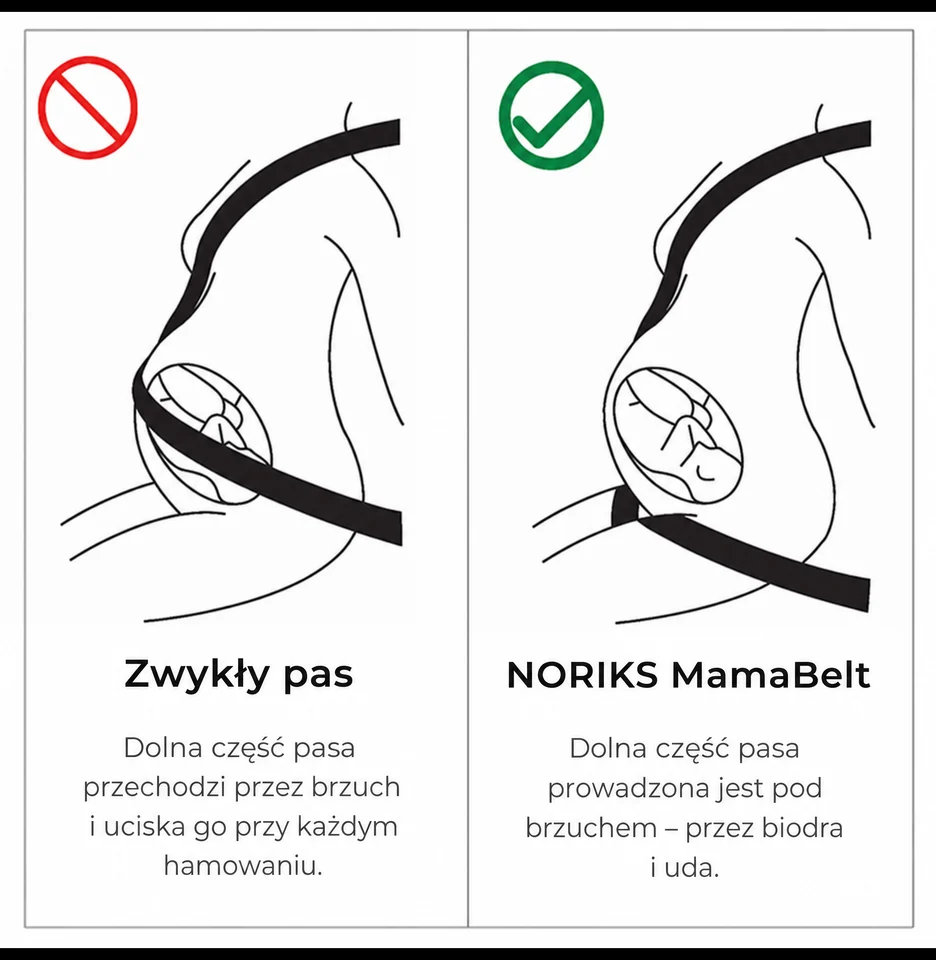 Zwykły pas
Dolna część pasa
przechodzi przez brzuch
i uciska go przy każdym
hamowaniu.
NORIKS MamaBelt
Dolna część pasa
prowadzona jest pod
brzuchem – przez biodra
i uda.